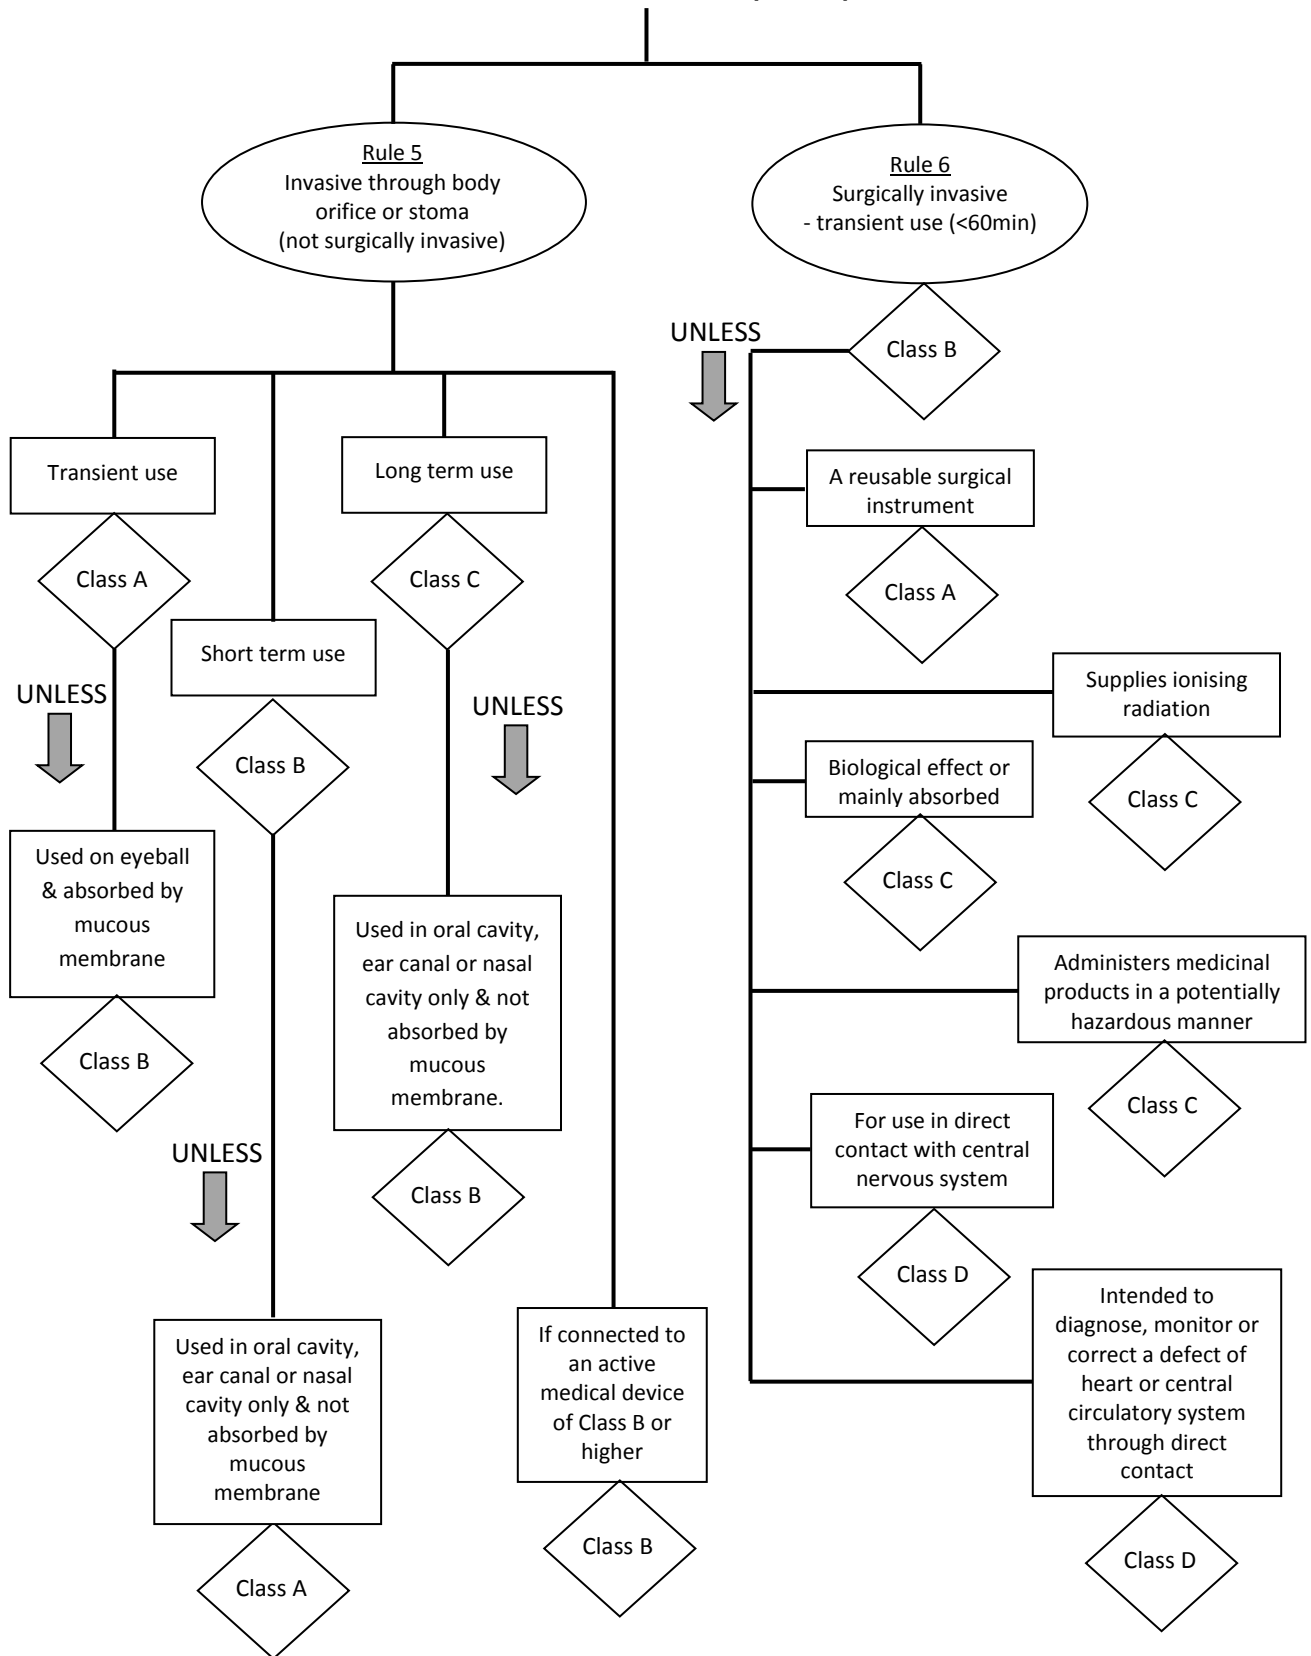 Rule 5
Invasive through body
orifice or stoma
(not surgically invasive)
Transient use
Class A
UNLESS
Used on eyeball
& absorbed by
mucous
membrane
Class B
Short term use
Class B
UNLESS
Used in oral cavity,
ear canal or nasal
cavity only & not
absorbed by
mucous
membrane
Class A
Long term use
Class C
UNLESS
Used in oral cavity,
ear canal or nasal
cavity only & not
absorbed by
mucous
membrane.
Class B
If connected to
an active
medical device
of Class B or
higher
Class B
Rule 6
Surgically invasive
- transient use (<60min)
Class B
UNLESS
A reusable surgical
instrument
Class A
Supplies ionising
radiation
Class C
Biological effect or
mainly absorbed
Class C
Administers medicinal
products in a potentially
hazardous manner
Class C
For use in direct
contact with central
nervous system
Class D
Intended to
diagnose, monitor or
correct a defect of
heart or central
circulatory system
through direct
contact
Class D